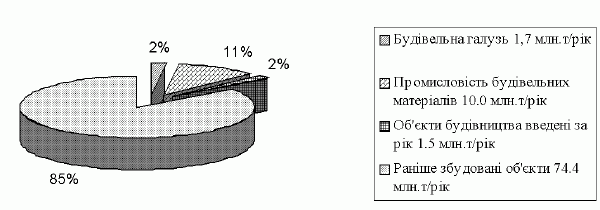 2%
11%
2%
85%
Будівельна галузь 1,7 млн.т/рік
Промисловість будівельних
матеріалів 10.0 млн.т/рік
Об'єкти будівництва введені за
рік 1.5 млн.т/рік
Раніше збудовані об'єкти 74.4
млн.т/рік